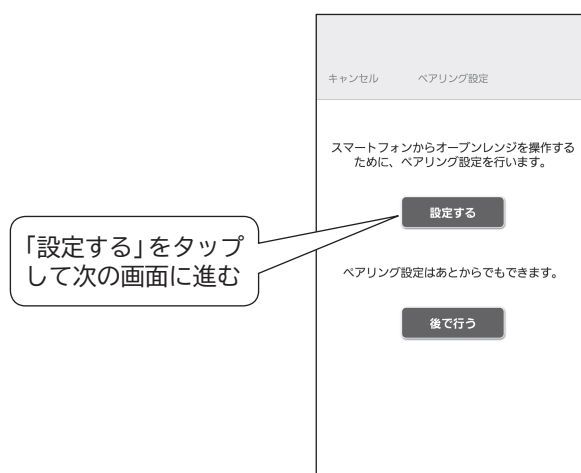 キャンセル ペアリング設定
スマートフォンからオーブンレンジを操作する
ために、ペアリング設定を行います。
設定する
「設定する」をタップ
して次の画面に進む
ペアリング設定はあとからでもできます。
後で行う